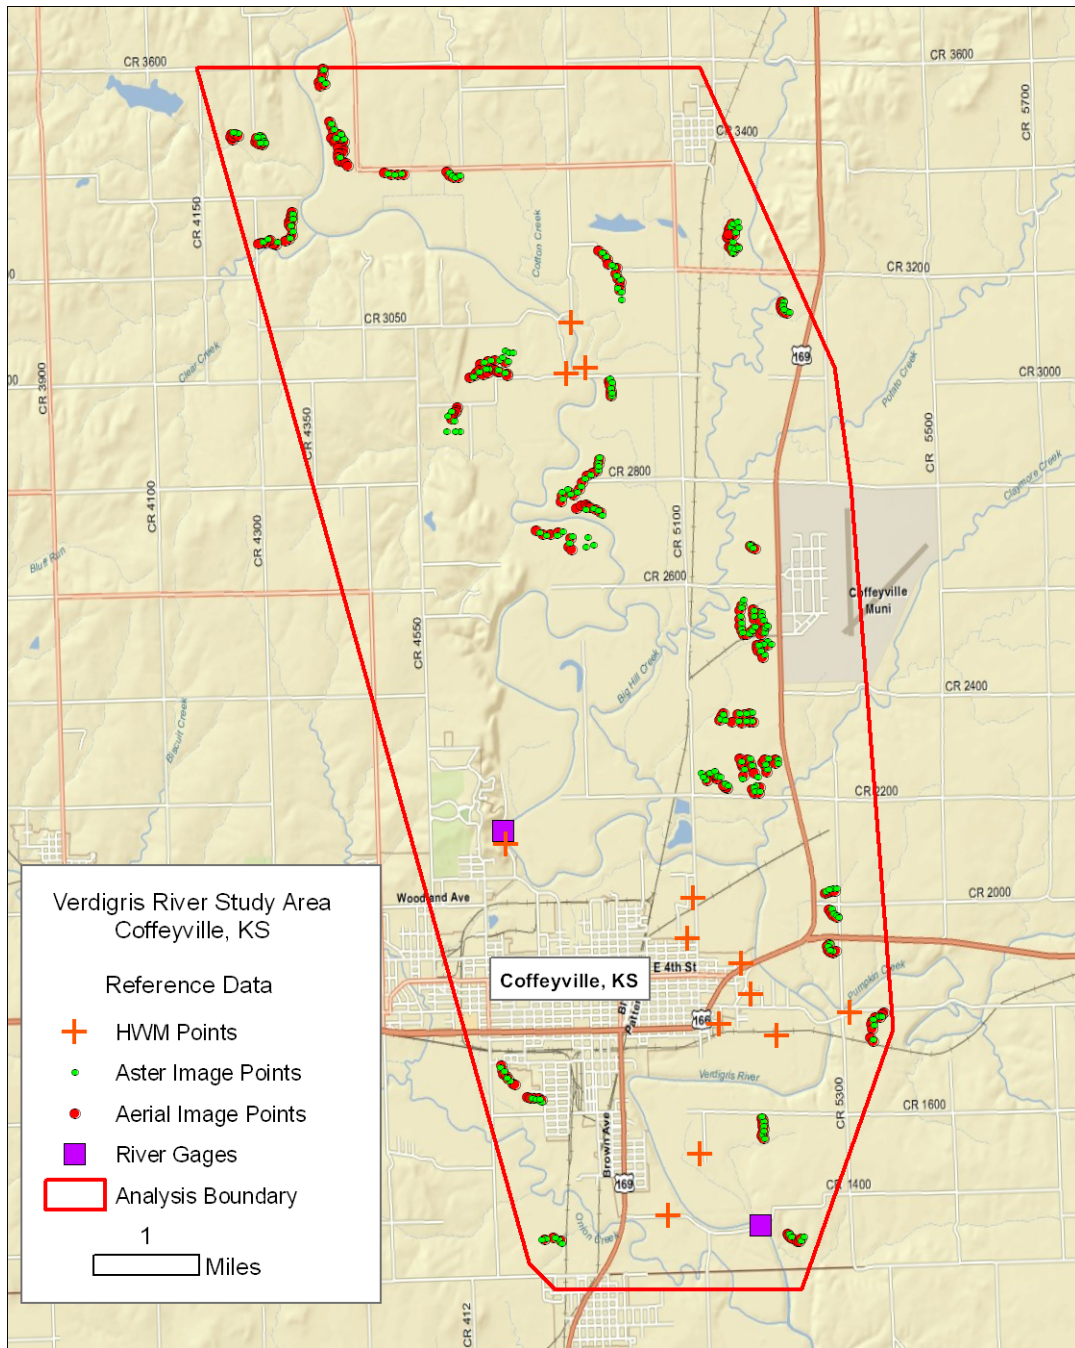 CR 3600
CR 3600
CR 5700
CR 3400
CR 4150
Cotton Creek
CR 3200
CR 3050
169
Clear Creek
CR 3900
Potato Creek
CR 3000
CR 4350
CR 5500
CR 2800
Claymore Creek
CR 4100
CR 4300
CR 5100
Bluff Run
CR 2600
Coffeyville
Muni
CR 4550
Big Hill Creek
CR 2400
Biscuit Creek
CR 2200
Woodland Ave
CR 2000
E 4th St
Coffeyville, KS
Pumpkin Creek
166
Verdigris River
CR 5300
CR 1600
Brown Ave
169
CR 1400
Onion Creek
CR 412
Verdigris River Study Area
Coffeyville, KS
Reference Data
HWM Points
Aster Image Points
Aerial Image Points
River Gages
Analysis Boundary
1
Miles